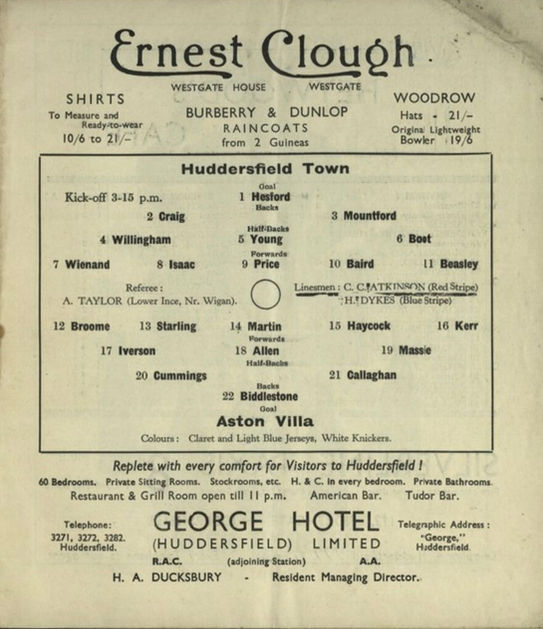 Ernest Clough.
WESTGATE HOUSE WESTGATE
SHIRTS
To Measure and
Ready-to-wear
10/6 to 21/-
BURBERRY & DUNLOP
RAINCOATS
from 2 Guineas
WOODROW
Hats - 21/-
Original Lightweight
Bowler 19/6
Huddersfield Town
Kick-off 3-15 p.m.
Goal
1 Hesford
Backs
2 Craig 3 Mountford
Half-Backs
4 Willingham 5 Young 6 Boot
Forwards
7 Wienand 8 Isaac 9 Price 10 Baird 11 Beasley
Referee :
A. TAYLOR (Lower Ince, Nr. Wigan).
Linesmen : C. C. ATKINSON (Red Stripe)
H. DYKES (Blue Stripe)
12 Broome 13 Starling 14 Martin 15 Haycock 16 Kerr
Forwards
17 Iverson 18 Allen 19 Massie
Half-Backs
20 Cummings 21 Callaghan
Backs
22 Biddlestone
Goal
Aston Villa
Colours : Claret and Light Blue Jerseys, White Knickers.
Replete with every comfort for Visitors to Huddersfield !
60 Bedrooms. Private Sitting Rooms. Stockrooms, etc. H. & C. in every bedroom. Private Bathrooms.
Restaurant & Grill Room open till 11 p.m. American Bar. Tudor Bar.
Telephone:
3271, 3272, 3282.
Huddersfield.
GEORGE HOTEL
(HUDDERSFIELD) LIMITED
Telegraphic Address :
"George,"
Huddersfield.
R.A.C. (adjoining Station) A.A.
H. A. DUCKSBURY - Resident Managing Director.